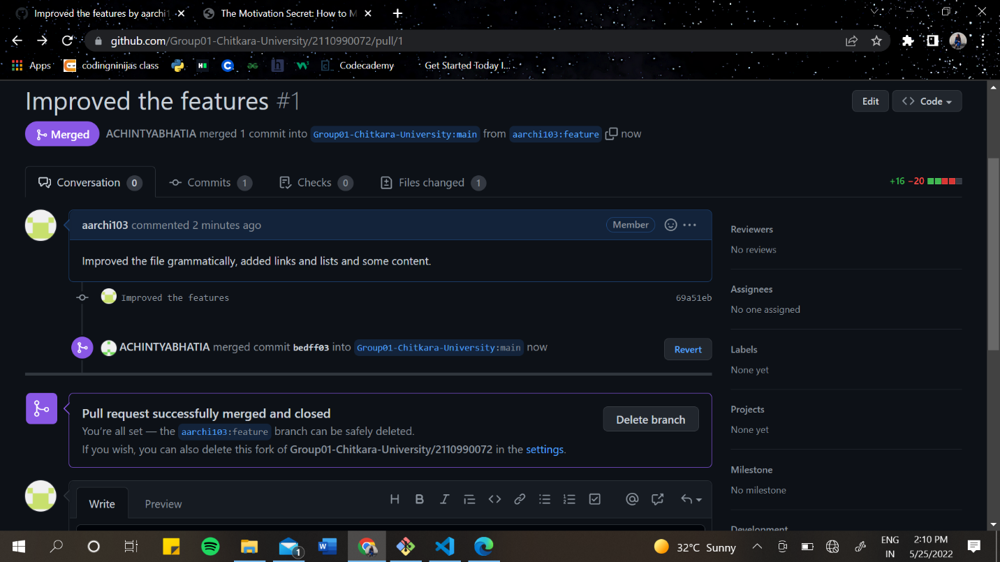 Improved the features by aarchi1
The Motivation Secret: How to M
github.com/Group01-Chitkara-University/2110990072/pull/1
Apps
codingninijas class
Codecademy
Get Started Today I...
Improved the features #1
Edit
Code
Merged
ACHINTYABHATIA merged 1 commit into Group01-Chitkara-University:main from aarchi103:feature now
Conversation 0
Commits 1
Checks 0
Files changed 1
+16 −20
aarchi103 commented 2 minutes ago
Member
Improved the file grammatically, added links and lists and some content.
Improved the features
69a51eb
ACHINTYABHATIA merged commit bedff03 into Group01-Chitkara-University:main now
Revert
Pull request successfully merged and closed
You're all set — the aarchi103:feature branch can be safely deleted.
If you wish, you can also delete this fork of Group01-Chitkara-University/2110990072 in the settings.
Delete branch
Write
Preview
Reviewers
No reviews
Assignees
No one assigned
Labels
None yet
Projects
None yet
Milestone
No milestone
Development
1
32°C Sunny
ENG
IN
2:10 PM
5/25/2022